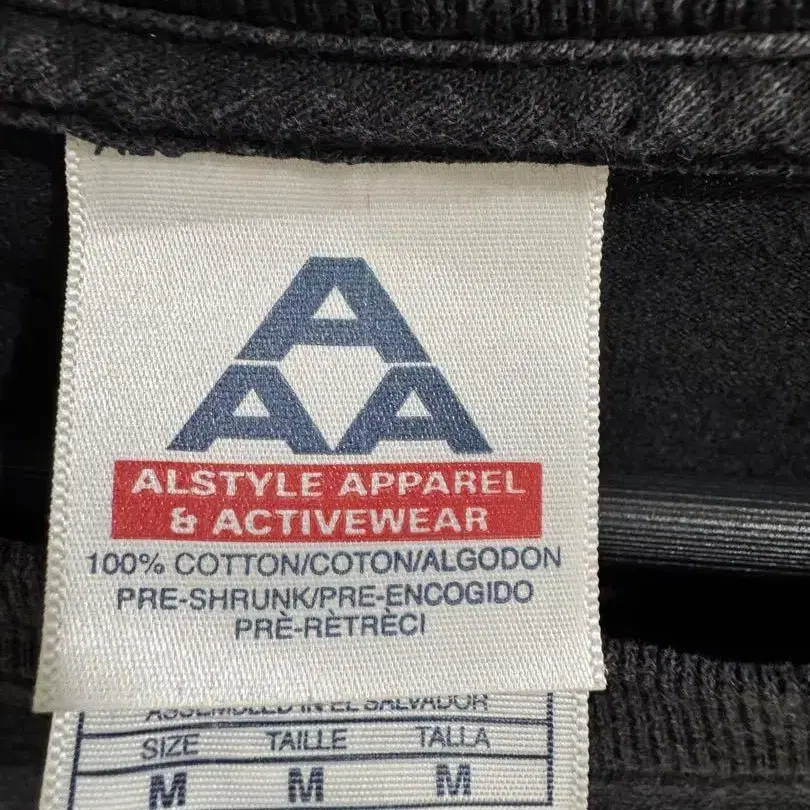 A
A A
ALSTYLE APPAREL
& ACTIVEWEAR
100% COTTON/COTON/ALGODON
PRE-SHRUNK/PRE-ENCOGIDO
PRÈ-RÈTRÈCI
ASSEMBLED IN EL SALVADOR
SIZE TAILLE TALLA
M M M